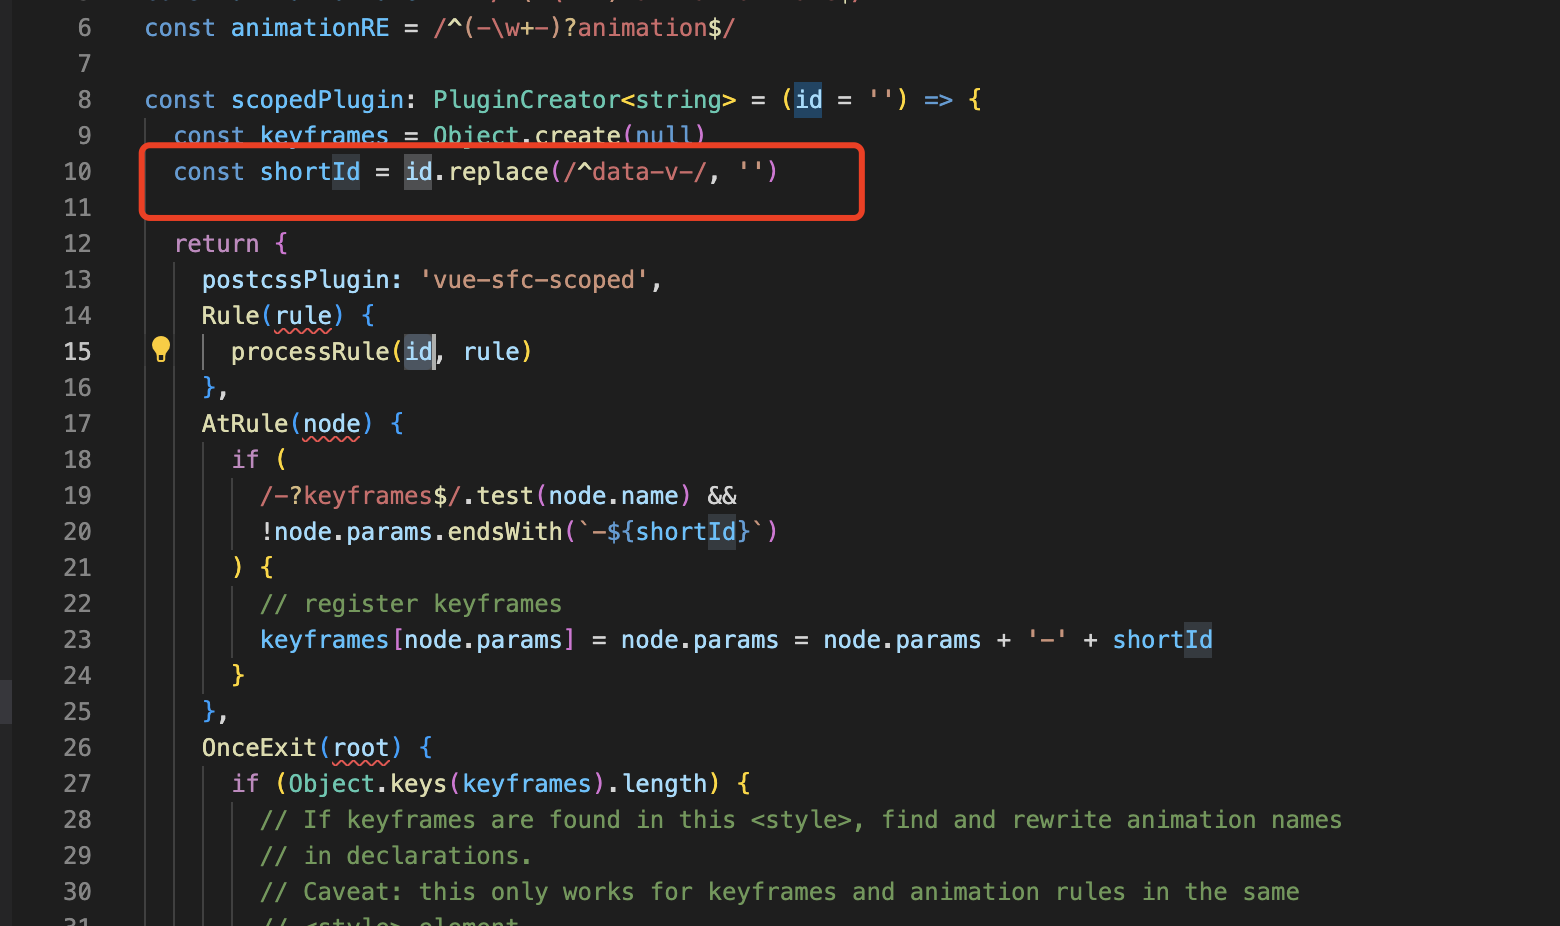 6 const animationRE = /^(-\w+-)?animation$/
7
8 const scopedPlugin: PluginCreator<string> = (id = '') => {
9 const keyframes = Object.create(null)
10 const shortId = id.replace(/^data-v-/, '')
11
12 return {
13 postcssPlugin: 'vue-sfc-scoped',
14 Rule(rule) {
15 processRule(id, rule)
16 },
17 AtRule(node) {
18 if (
19 /-?keyframes$/.test(node.name) &&
20 !node.params.endsWith(`-${shortId}`)
21 ) {
22 // register keyframes
23 keyframes[node.params] = node.params = node.params + '-' + shortId
24 }
25 },
26 OnceExit(root) {
27 if (Object.keys(keyframes).length) {
28 // If keyframes are found in this <style>, find and rewrite animation names
29 // in declarations.
30 // Caveat: this only works for keyframes and animation rules in the same
31 // <style> element